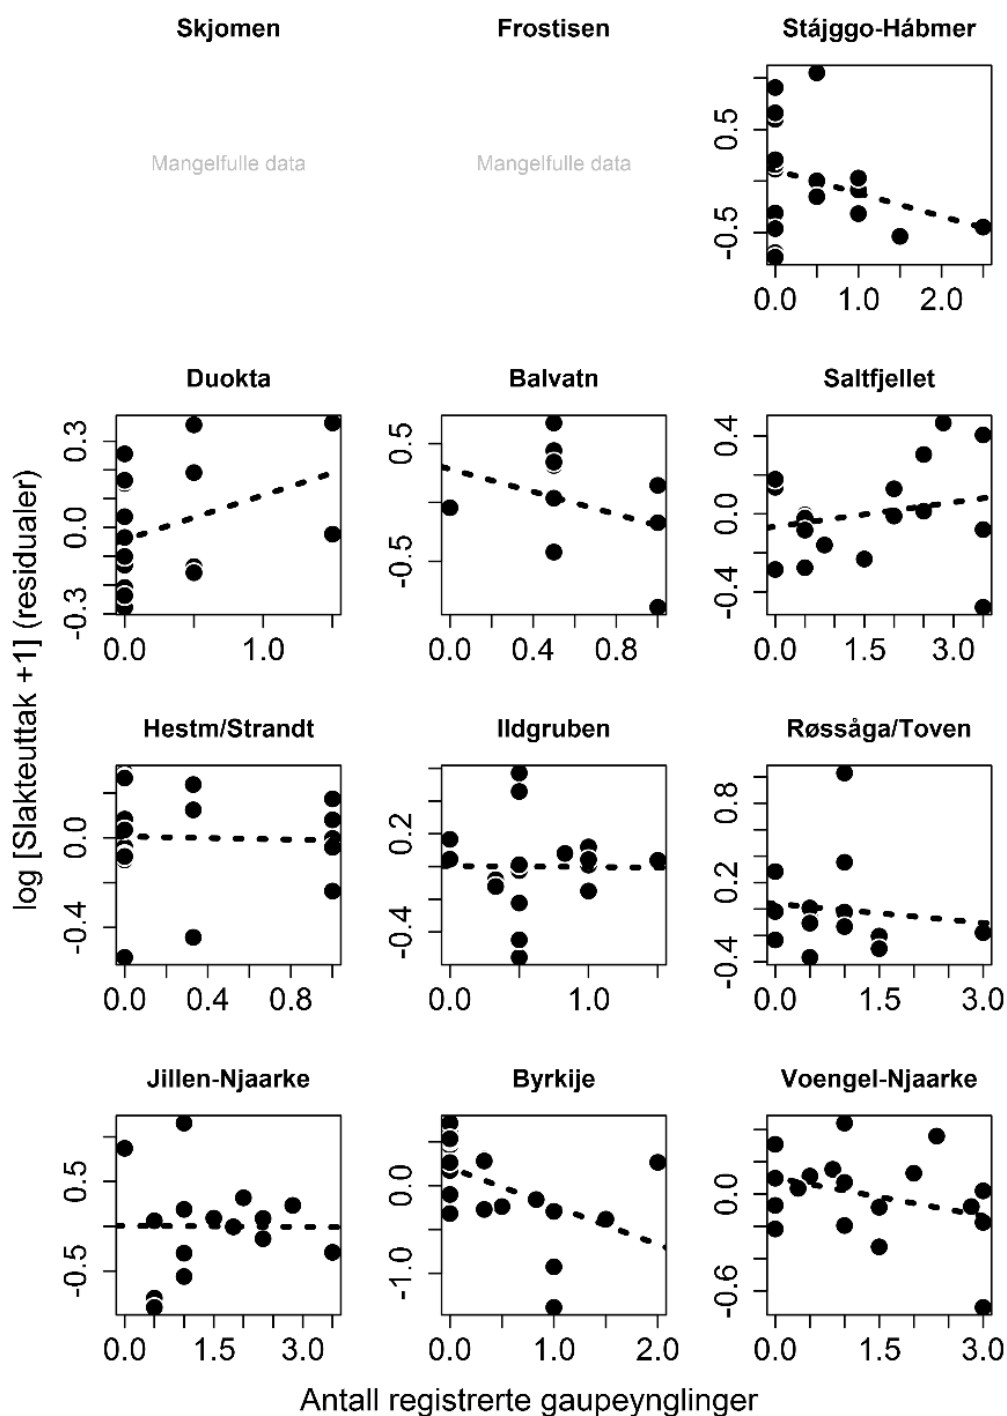 Skjomen Frostisen Stájggo-Hábmer
Mangelfulle data Mangelfulle data
0.5
-0.5
0.0 1.0 2.0
Duokta Balvatn Saltfjellet
0.3
0.0
-0.3
0.5
-0.5
0.4
0.0
-0.4
0.0 1.0
0.0 0.4 0.8
0.0 1.5 3.0
log [Slakteuttak +1] (residualer)
Hestm/Strandt Ildgruben Røssåga/Toven
0.0
-0.4
0.2
-0.4
0.8
0.2
-0.4
0.0 0.4 0.8
0.0 1.0
0.0 1.5 3.0
Jillen-Njaarke Byrkije Voengel-Njaarke
0.5
-0.5
0.0
-1.0
0.0
-0.6
0.0 1.5 3.0
0.0 1.0 2.0
0.0 1.5 3.0
Antall registrerte gaupeynglinger